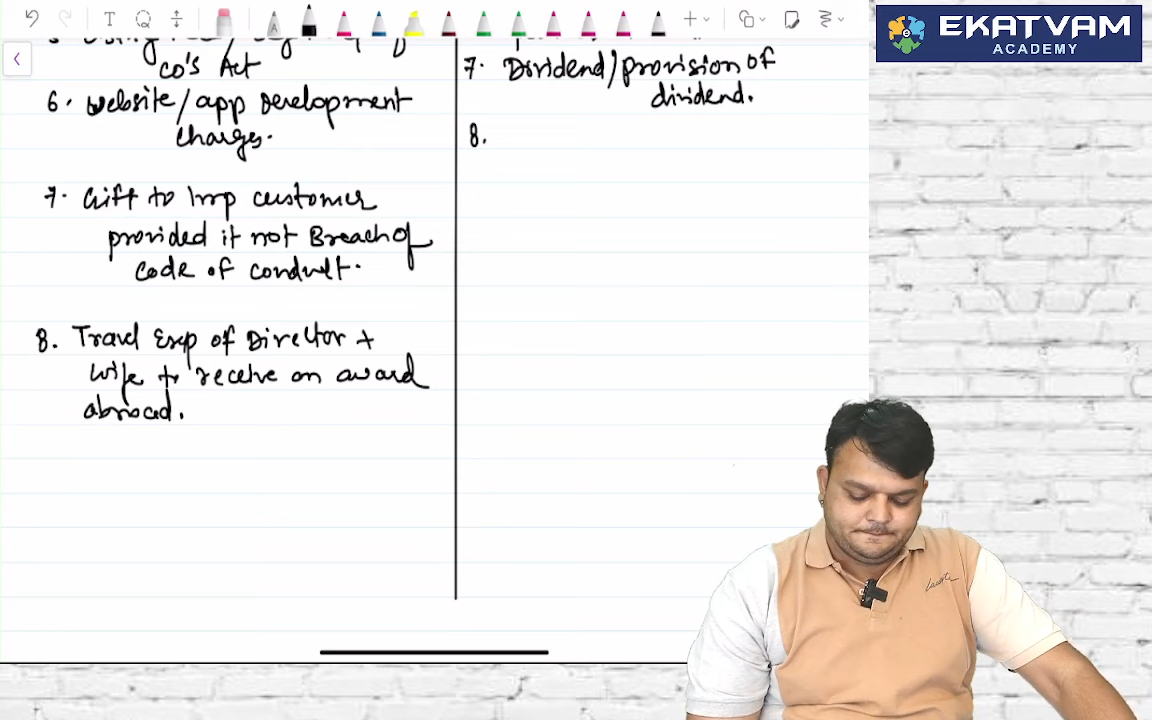 T
A
EKATVAM
ACADEMY
co's Act
6. website/app Development
charges.
7. Gift to Imp customer
provided it not Breach of
code of conduct.
8. Travel Exp of Director +
wife to receive an award
abroad.
7. Dividend/provision of
dividend.
8.